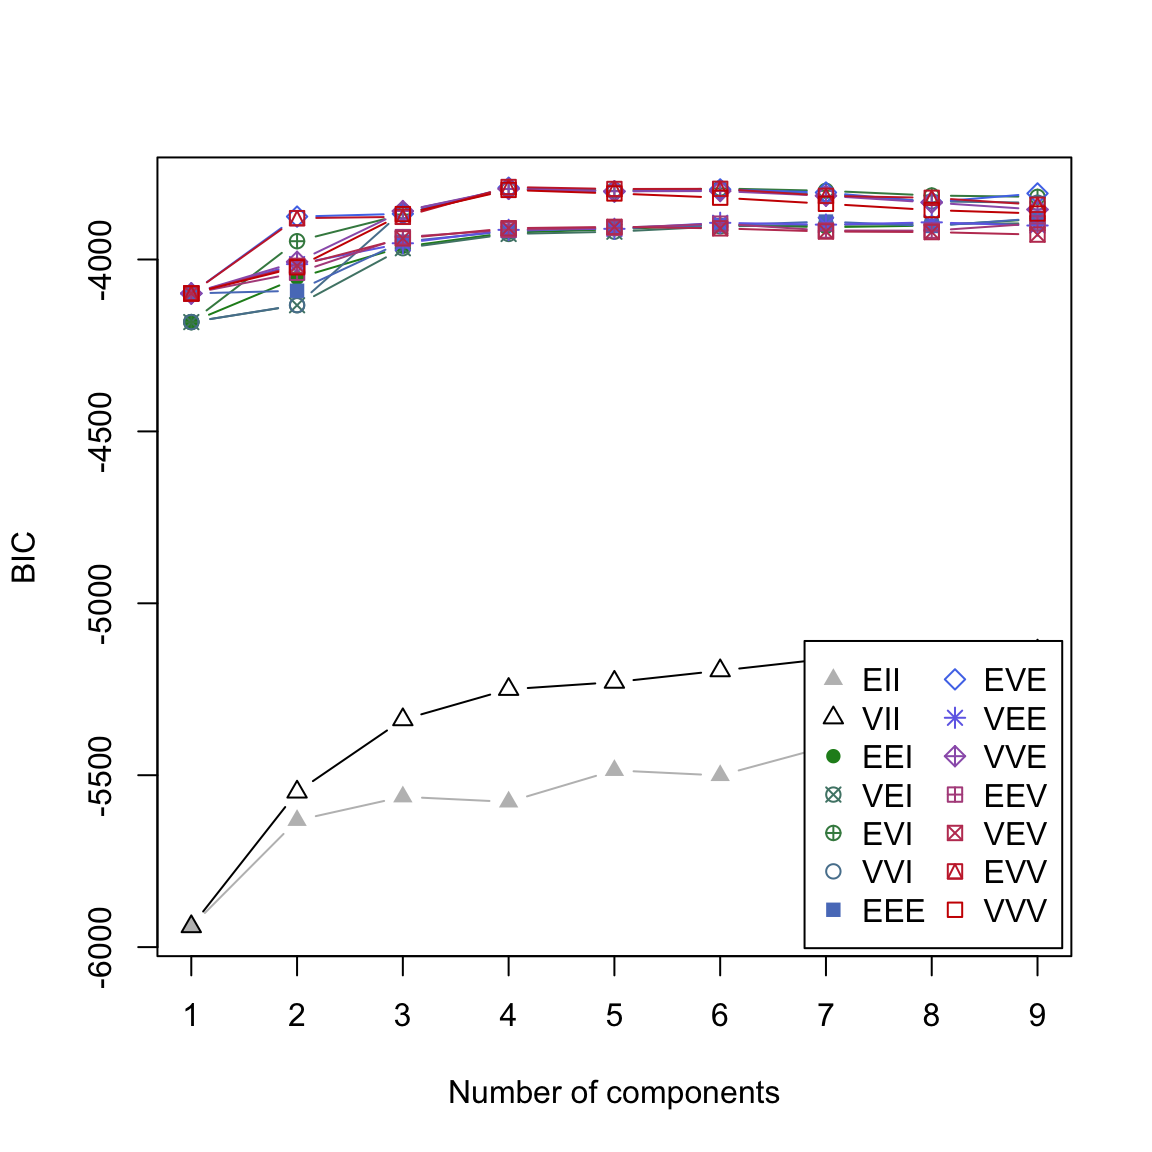 BIC
-4000
-4500
-5000
-5500
-6000
EII EVE
VII VEE
EEI VVE
VEI EEV
EVI VEV
VVI EVV
EEE VVV
1 2 3 4 5 6 7 8 9
Number of components